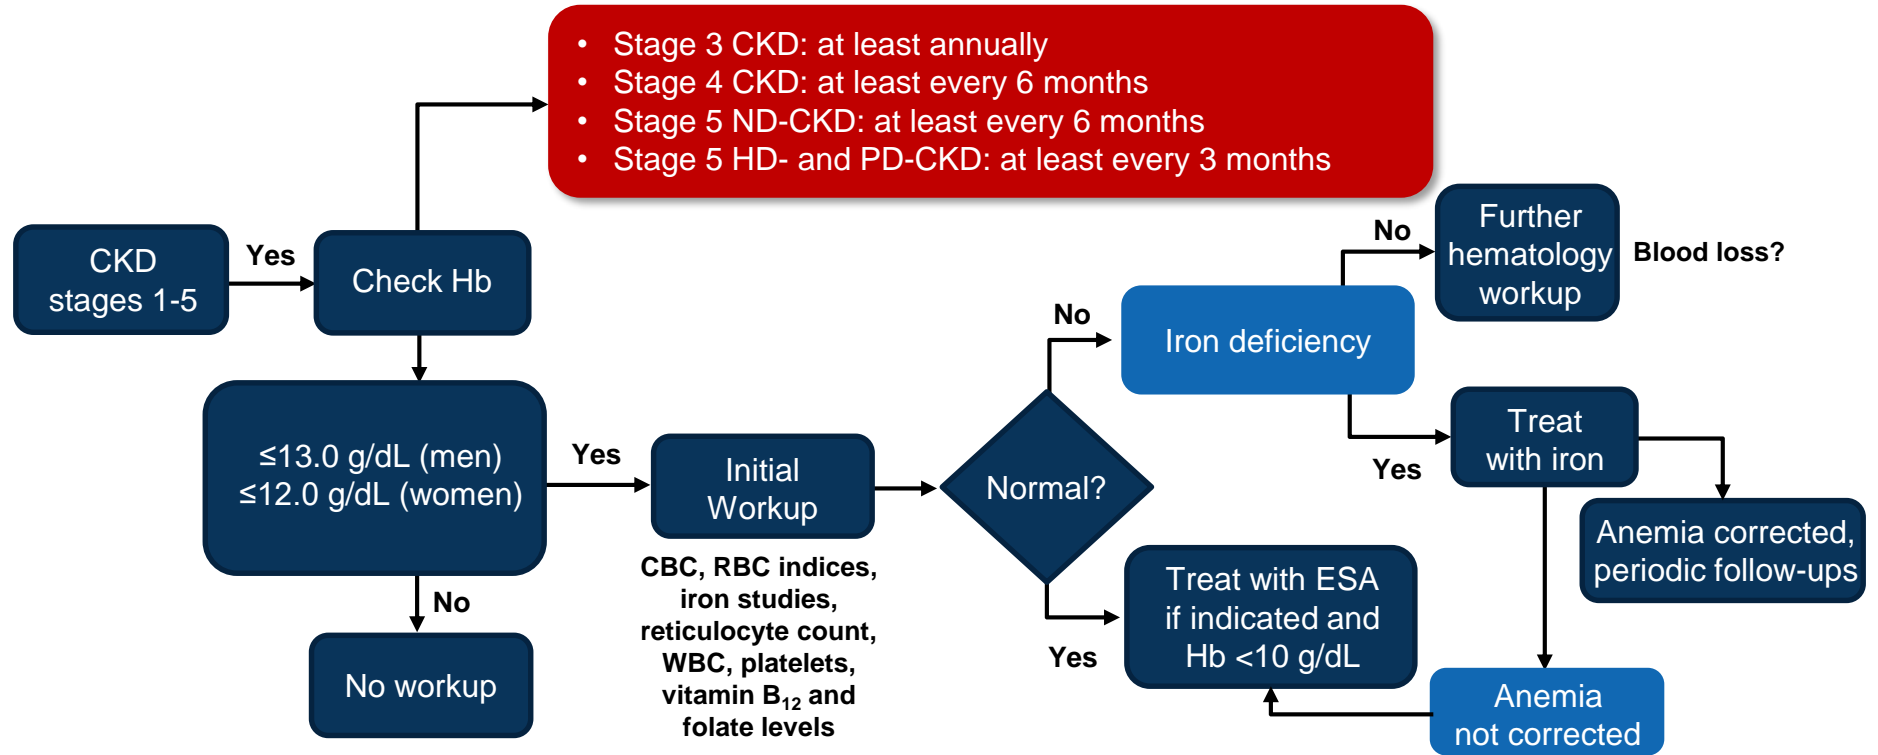 • Stage 3 CKD: at least annually
• Stage 4 CKD: at least every 6 months
• Stage 5 ND-CKD: at least every 6 months
• Stage 5 HD- and PD-CKD: at least every 3 months
CKD
stages 1-5
Yes
Check Hb
≤13.0 g/dL (men)
≤12.0 g/dL (women)
No
No workup
Yes
Initial
Workup
CBC, RBC indices,
iron studies,
reticulocyte count,
WBC, platelets,
vitamin B₁₂ and
folate levels
Normal?
No
Iron deficiency
No
Further
hematology
workup
Blood loss?
Yes
Treat
with iron
Anemia corrected,
periodic follow-ups
Yes
Treat with ESA
if indicated and
Hb <10 g/dL
Anemia
not corrected